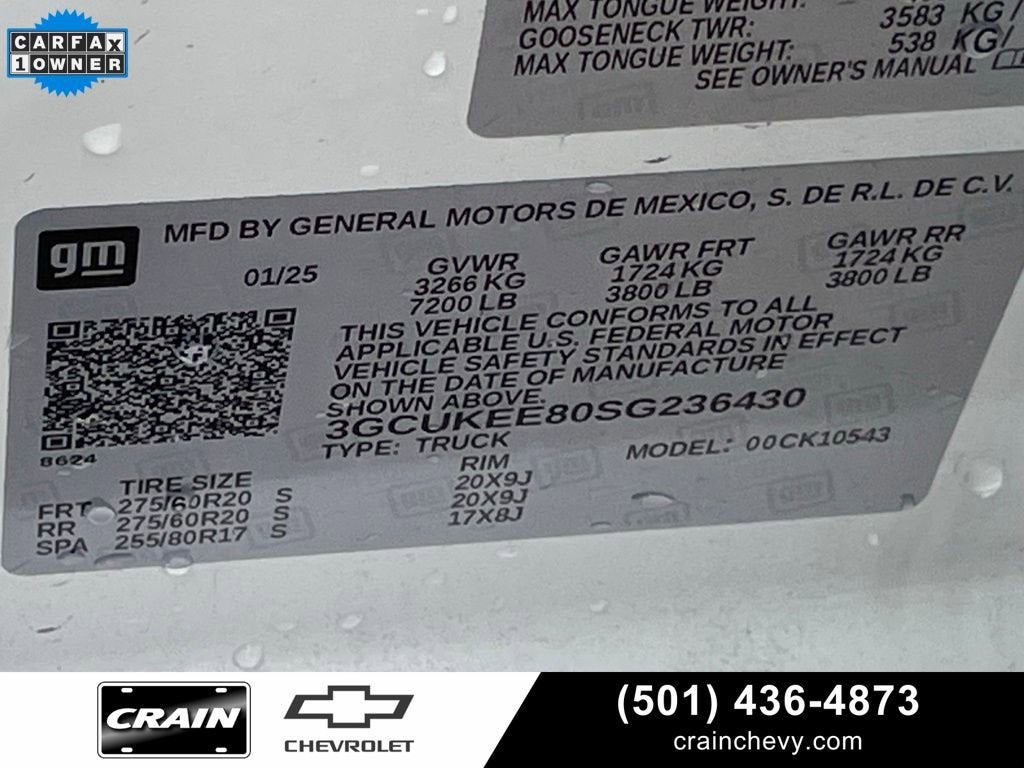 CARFAX
1 OWNER
MAX TONGUE WEIGHT:
GOOSENECK TWR: 3583 KG/
MAX TONGUE WEIGHT: 538 KG/
SEE OWNER'S MANUAL
gm
MFD BY GENERAL MOTORS DE MEXICO, S. DE R.L. DE C.V.
01/25 GVWR GAWR FRT GAWR RR
3266 KG 1724 KG 1724 KG
7200 LB 3800 LB 3800 LB
THIS VEHICLE CONFORMS TO ALL
APPLICABLE U.S. FEDERAL MOTOR
VEHICLE SAFETY STANDARDS IN EFFECT
ON THE DATE OF MANUFACTURE
SHOWN ABOVE.
3GCUKEE80SG236430
TYPE: TRUCK MODEL: 00CK10543
8624
TIRE SIZE RIM
FRT 275/60R20 S 20X9J
RR 275/60R20 S 20X9J
SPA 255/80R17 S 17X8J
CRAIN
CHEVROLET
(501) 436-4873
crainchevy.com